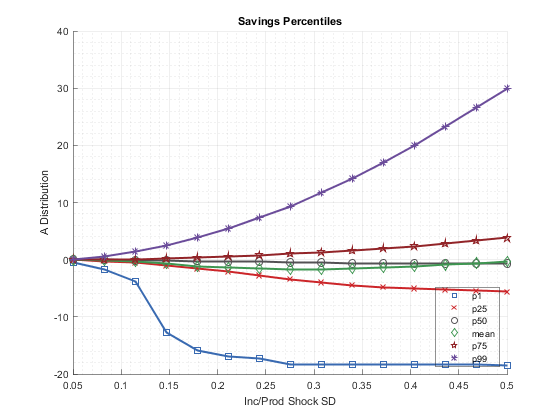 Savings Percentiles
40
30
20
10
0
-10
-20
A Distribution
0.05
0.1
0.15
0.2
0.25
0.3
0.35
0.4
0.45
0.5
Inc/Prod Shock SD
p1
p25
p50
mean
p75
p99